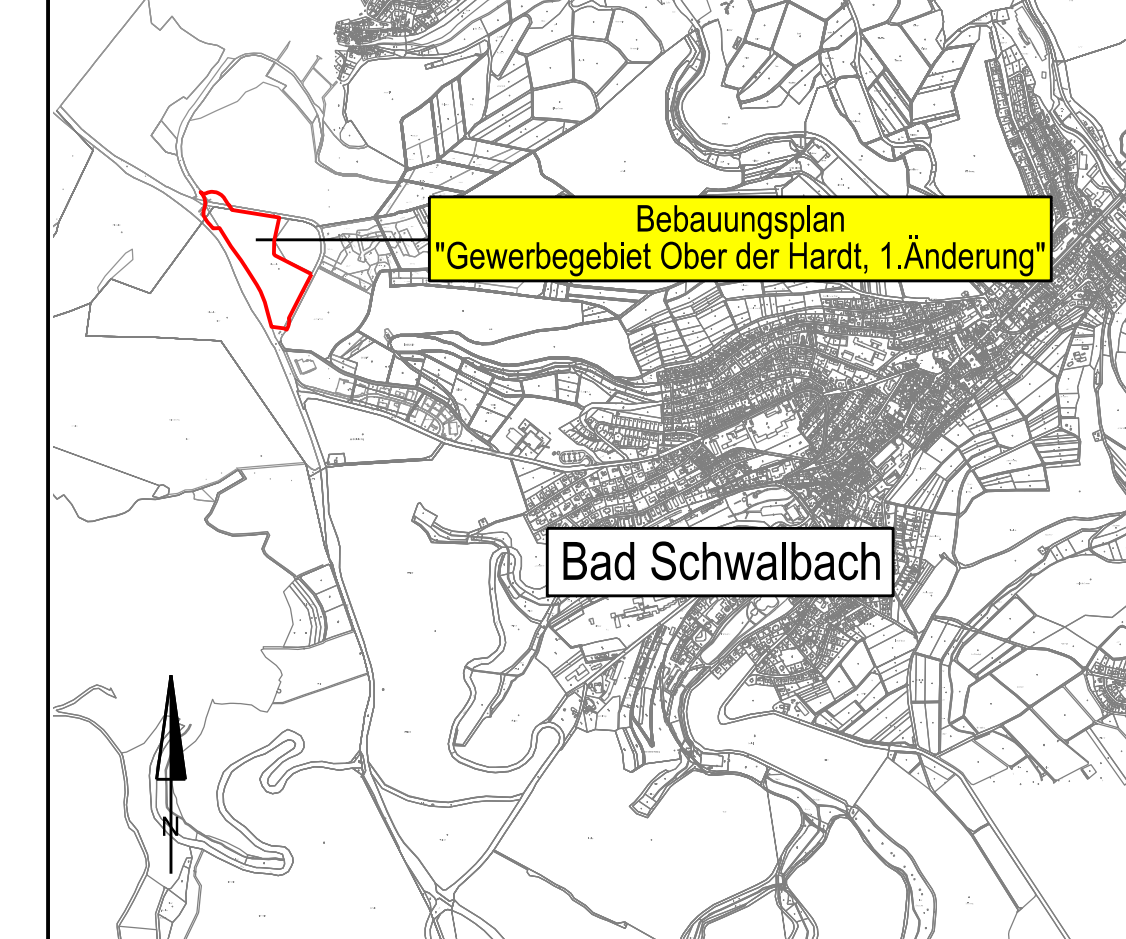 Bebauungsplan
"Gewerbegebiet Ober der Hardt, 1.Änderung"
Bad Schwalbach
N